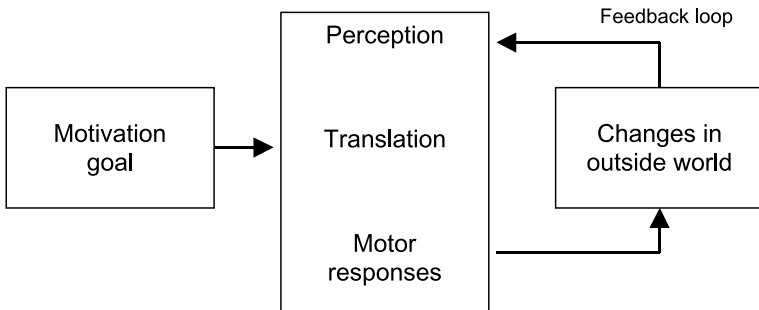 Feedback loop
Perception
Motivation
goal
Translation
Changes in
outside world
Motor
responses